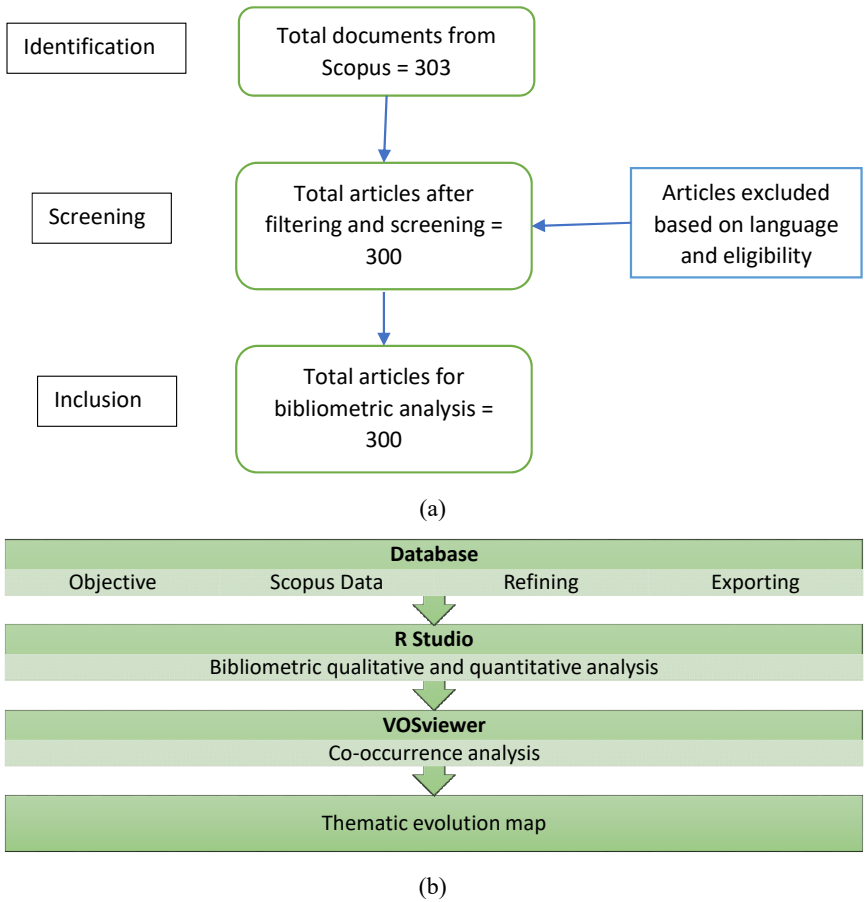 Identification
Total documents from
Scopus = 303
Screening
Total articles after
filtering and screening =
300
Articles excluded
based on language
and eligibility
Inclusion
Total articles for
bibliometric analysis =
300
(a)
Database
Objective Scopus Data Refining Exporting
R Studio
Bibliometric qualitative and quantitative analysis
VOSviewer
Co-occurrence analysis
Thematic evolution map
(b)